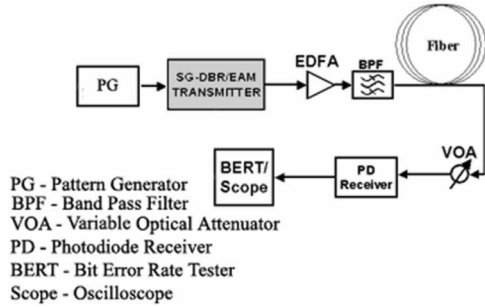 Fiber
EDFA
BPF
PG
SG-DBR/EAM
TRANSMITTER
VOA
BERT/
Scope
PD
Receiver
PG - Pattern Generator
BPF - Band Pass Filter
VOA - Variable Optical Attenuator
PD - Photodiode Receiver
BERT - Bit Error Rate Tester
Scope - Oscilloscope